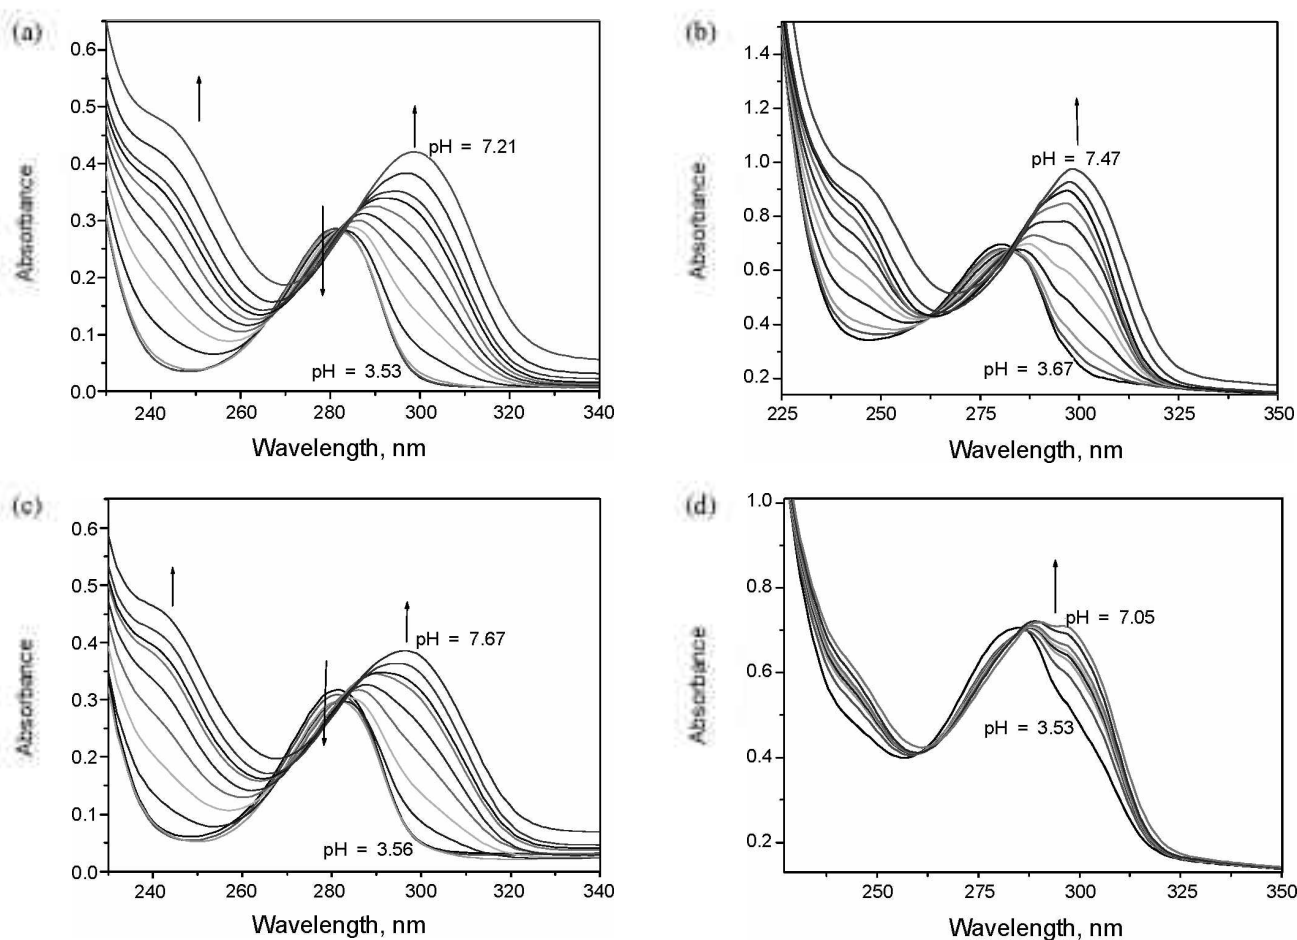 (a)
0.6
0.5
0.4
0.3
0.2
0.1
0.0
Absorbance
pH = 7.21
pH = 3.53
240 260 280 300 320 340
Wavelength, nm
(b)
1.4
1.2
1.0
0.8
0.6
0.4
0.2
Absorbance
pH = 7.47
pH = 3.67
225 250 275 300 325 350
Wavelength, nm
(c)
0.6
0.5
0.4
0.3
0.2
0.1
0.0
Absorbance
pH = 7.67
pH = 3.56
240 260 280 300 320 340
Wavelength, nm
(d)
1.0
0.8
0.6
0.4
0.2
Absorbance
pH = 7.05
pH = 3.53
250 275 300 325 350
Wavelength, nm